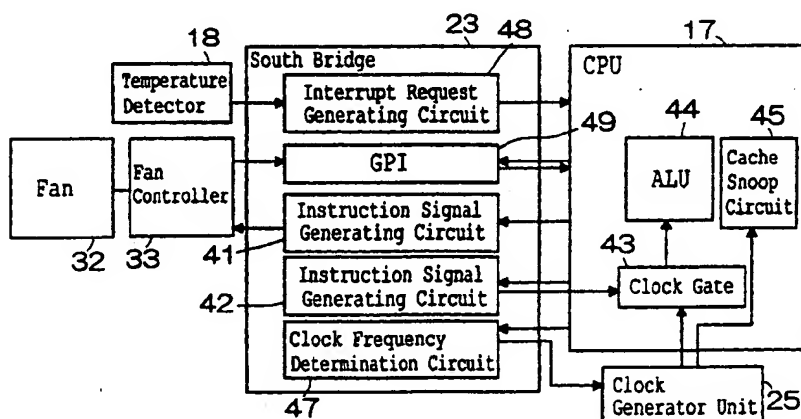 18
Temperature
Detector
Fan
32
Fan
Controller
33
23
South Bridge
48
Interrupt Request
Generating Circuit
49
GPI
Instruction Signal
Generating Circuit
41
Instruction Signal
Generating Circuit
42
Clock Frequency
Determination Circuit
47
17
CPU
44
ALU
45
Cache
Snoop
Circuit
43
Clock Gate
Clock
Generator Unit
25